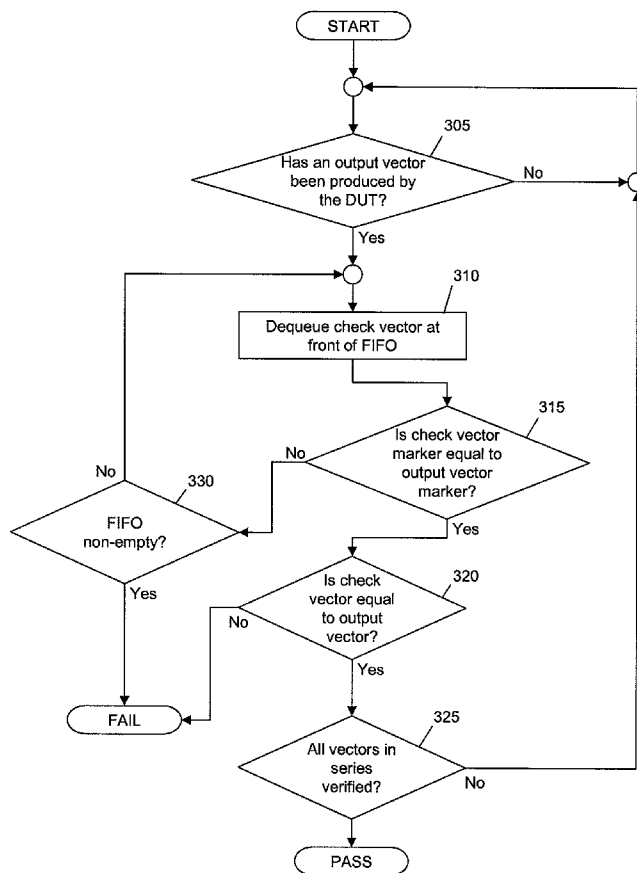 START
305
Has an output vector
been produced by
the DUT?
No
Yes
310
Dequeue check vector at
front of FIFO
315
Is check vector
marker equal to
output vector
marker?
No
Yes
No
330
FIFO
non-empty?
Yes
320
Is check
vector equal
to output
vector?
No
Yes
FAIL
325
All vectors in
series
verified?
No
PASS